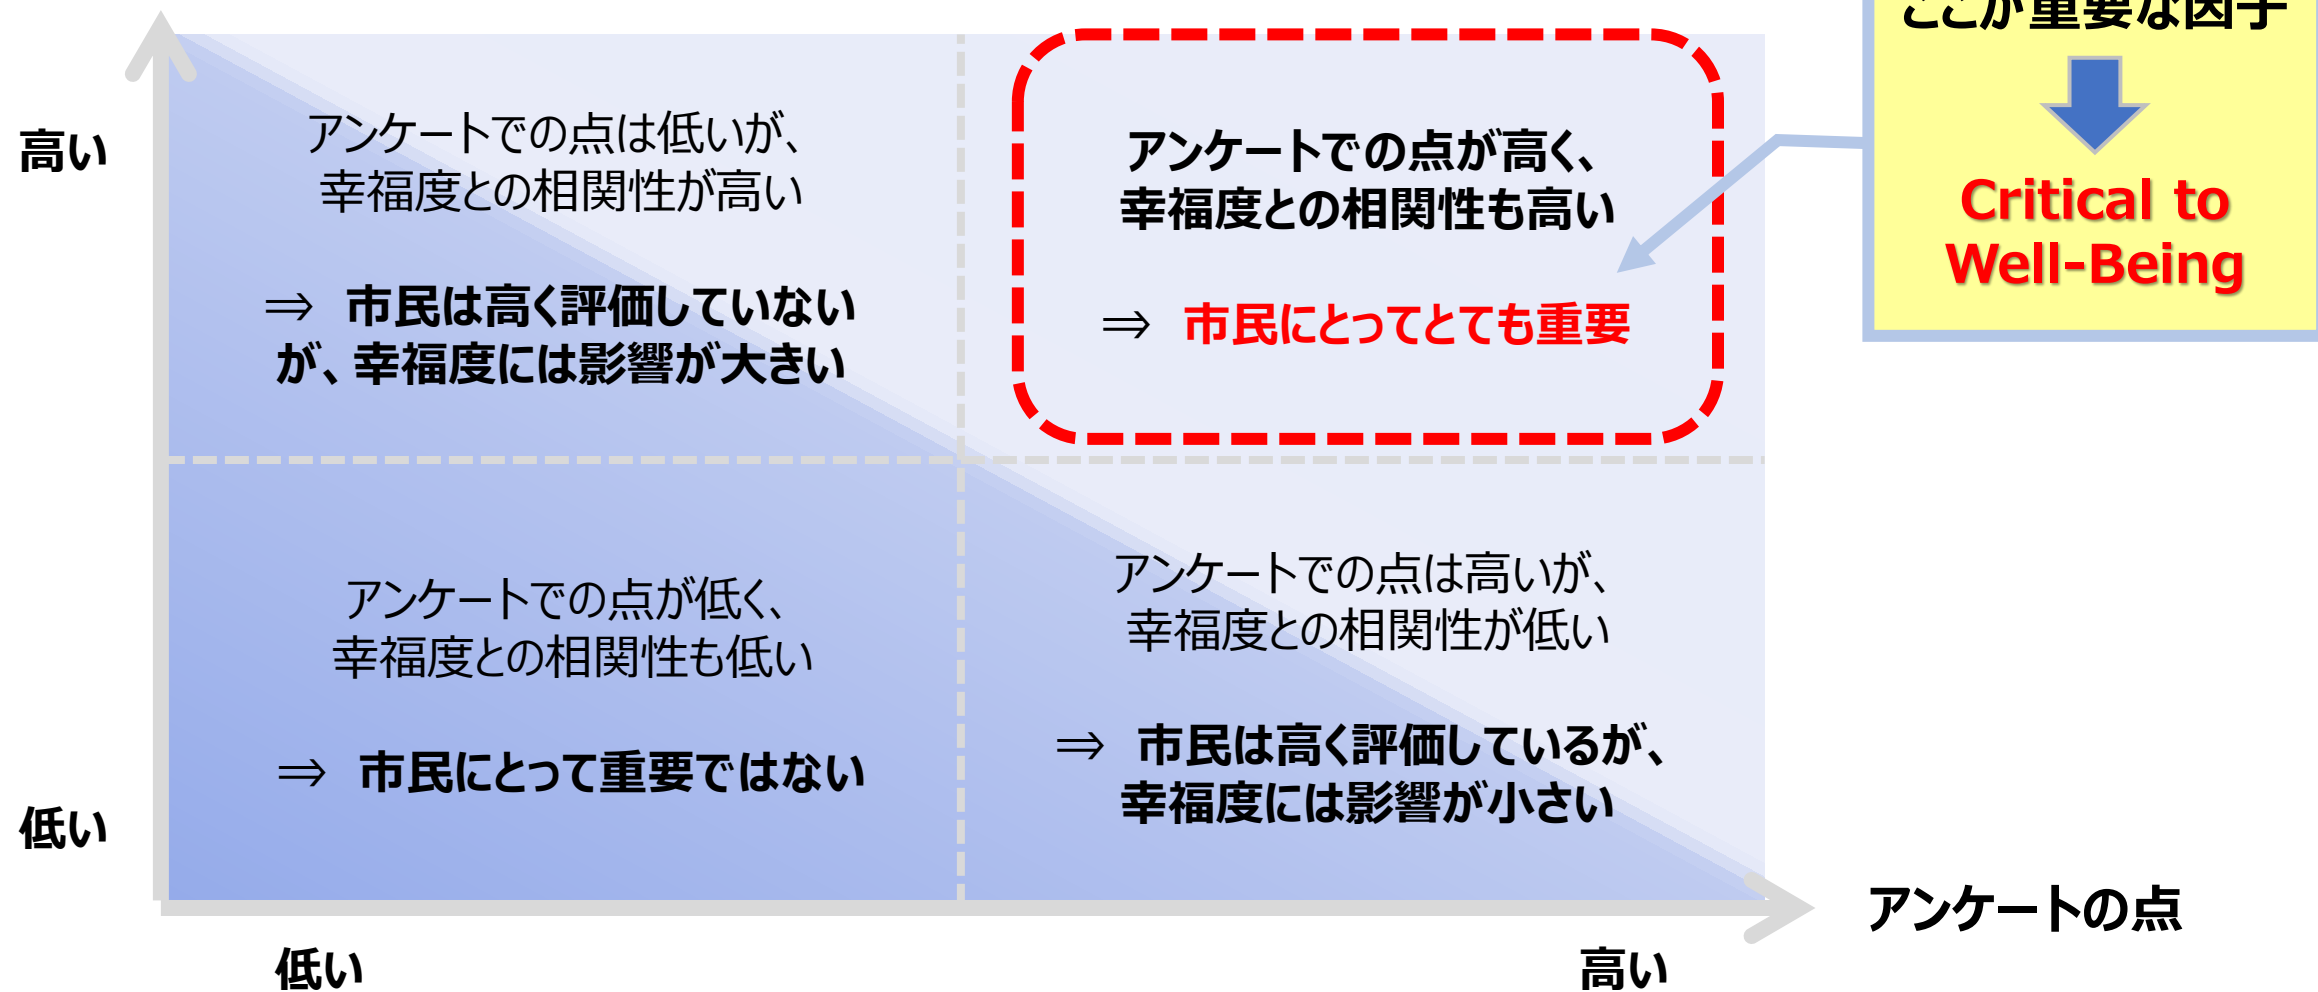 ここが重要な因子
Critical to
Well-Being
高い
アンケートでの点は低いが、
幸福度との相関性が高い
⇒ 市民は高く評価していない
が、幸福度には影響が大きい
アンケートでの点が高く、
幸福度との相関性も高い
⇒ 市民にとってとても重要
アンケートでの点が低く、
幸福度との相関性も低い
⇒ 市民にとって重要ではない
アンケートでの点は高いが、
幸福度との相関性が低い
⇒ 市民は高く評価しているが、
幸福度には影響が小さい
低い
アンケートの点
低い
高い